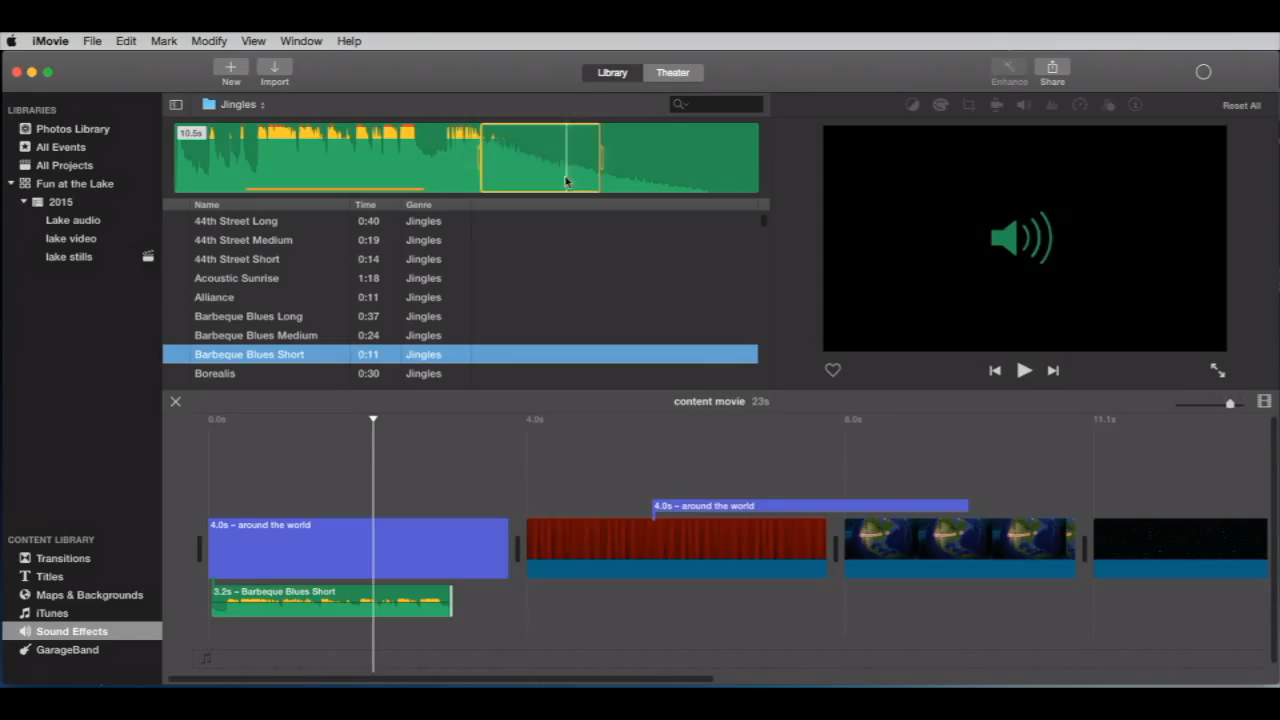 iMovie File Edit Mark Modify View Window Help
New Import Library Theater Enhance Share
LIBRARIES
Photos Library
All Events
All Projects
Fun at the Lake
2015
Lake audio
lake video
lake stills
CONTENT LIBRARY
Transitions
Titles
Maps & Backgrounds
iTunes
Sound Effects
GarageBand
Jingles
Reset All
10.5s
Name Time Genre
44th Street Long 0:40 Jingles
44th Street Medium 0:19 Jingles
44th Street Short 0:14 Jingles
Acoustic Sunrise 1:18 Jingles
Alliance 0:11 Jingles
Barbeque Blues Long 0:37 Jingles
Barbeque Blues Medium 0:24 Jingles
Barbeque Blues Short 0:11 Jingles
Borealis 0:30 Jingles
content movie 23s
0.0s 4.0s 8.0s 11.1s
4.0s – around the world
4.0s – around the world
3.2s – Barbeque Blues Short